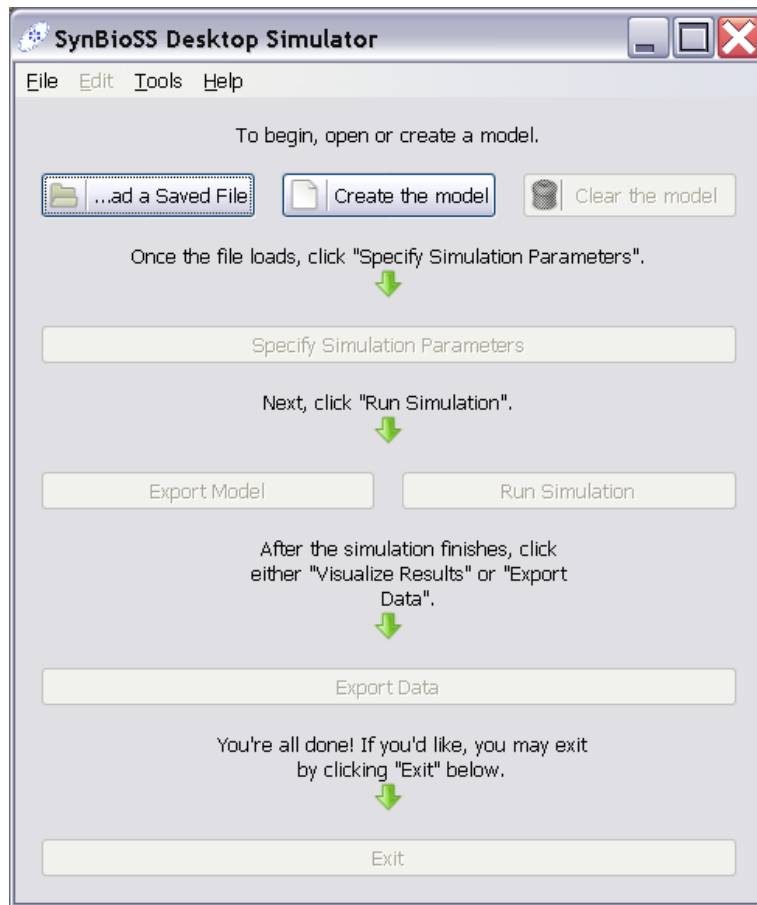 SynBioSS Desktop Simulator
File Edit Tools Help
To begin, open or create a model.
...ad a Saved File Create the model Clear the model
Once the file loads, click "Specify Simulation Parameters".
Specify Simulation Parameters
Next, click "Run Simulation".
Export Model Run Simulation
After the simulation finishes, click
either "Visualize Results" or "Export
Data".
Export Data
You're all done! If you'd like, you may exit
by clicking "Exit" below.
Exit